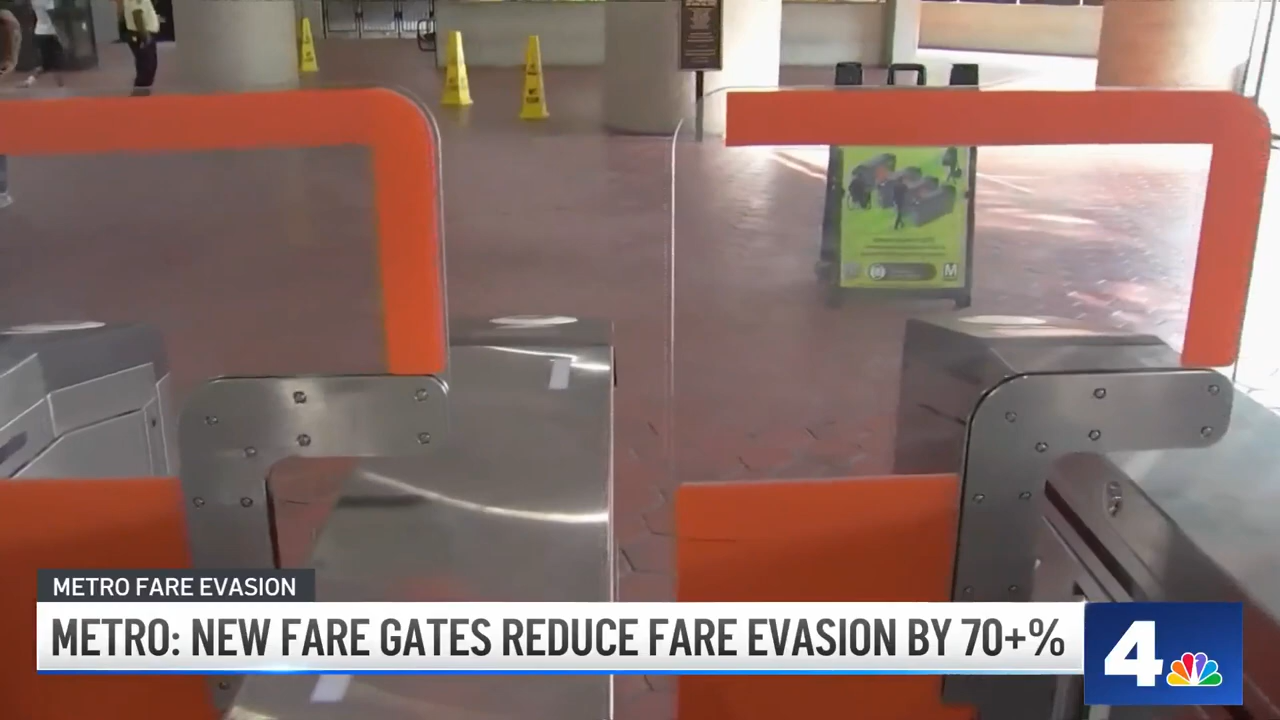 M
METRO FARE EVASION
METRO: NEW FARE GATES REDUCE FARE EVASION BY 70+%
4